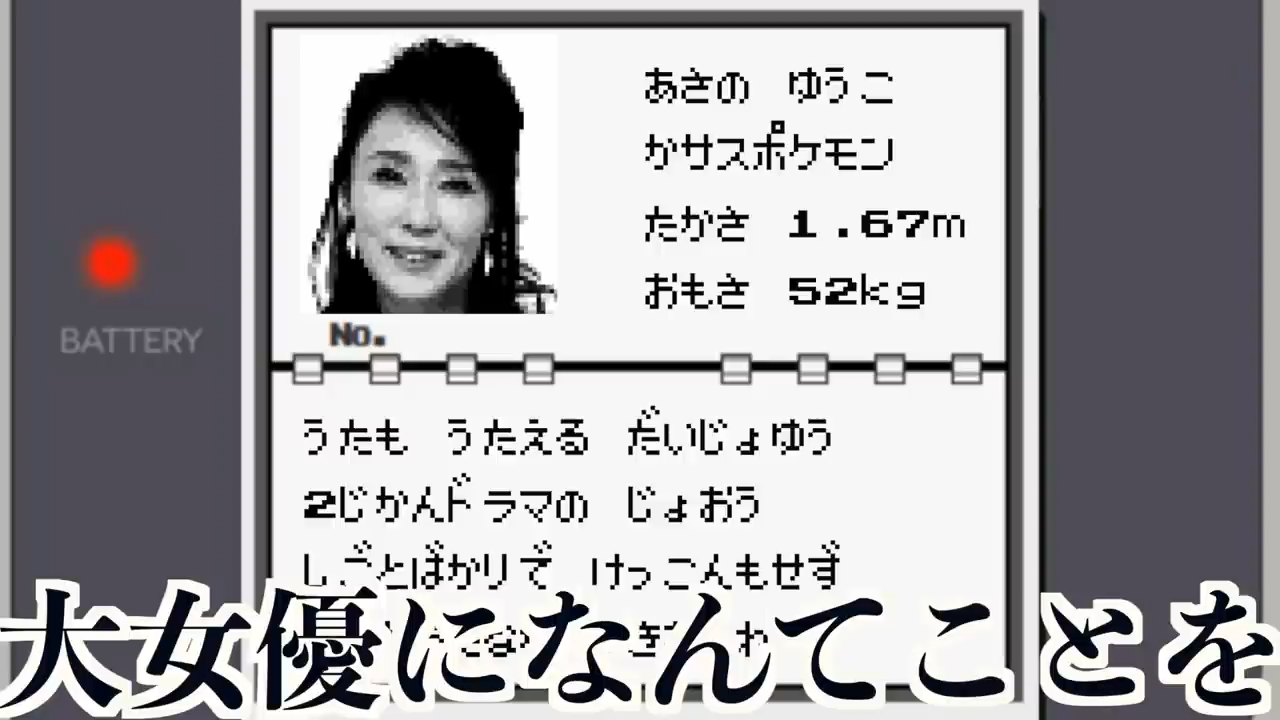 あさの ゆうこ
かサスポケモン
たかさ 1.67m
おもさ 52kg
BATTERY
No.
うたも うたえる だいじょゆう
2じかんドラマの じょおう
しごとばかりで けっこんもせず
大女優になんてことを